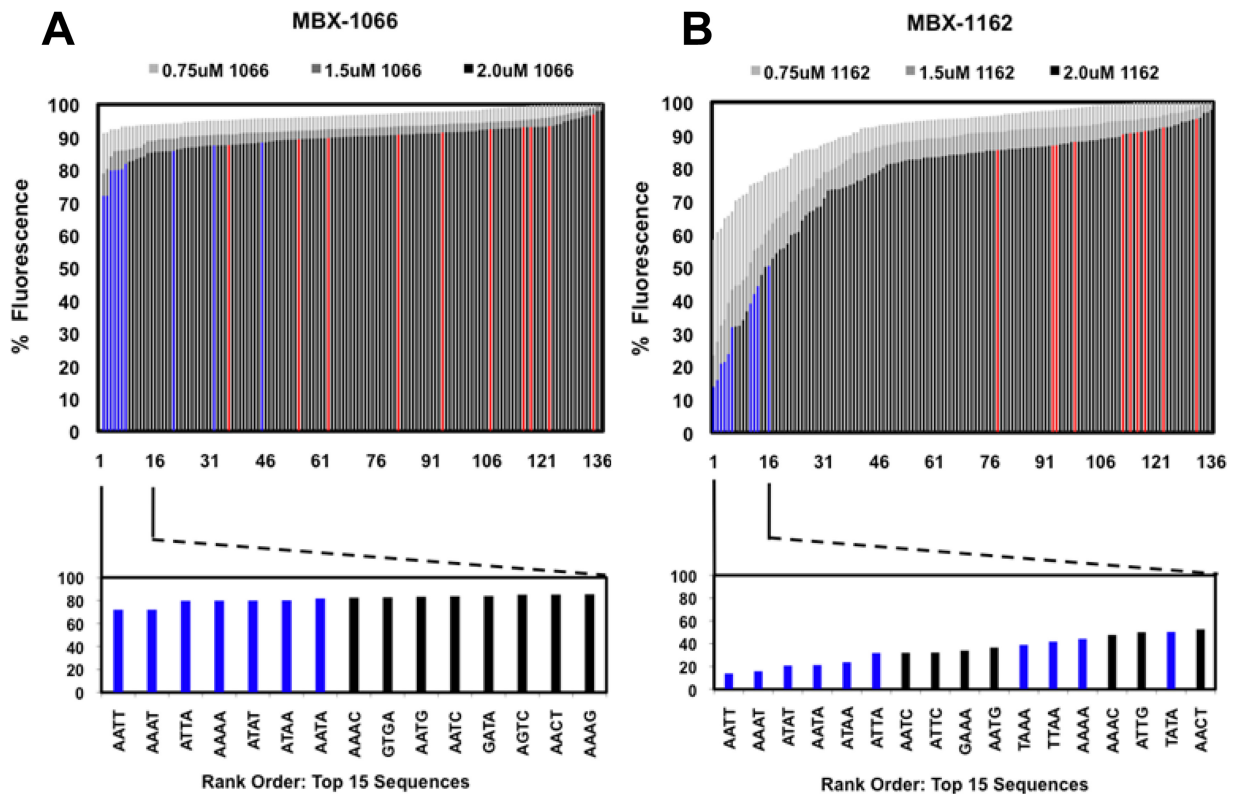 A
MBX-1066
0.75uM 1066 1.5uM 1066 2.0uM 1066
% Fluorescence
100
90
80
70
60
50
40
30
20
10
0
1 16 31 46 61 76 91 106 121 136
100
80
60
40
20
0
AATT AAAT ATTA AAAA ATAT ATAA AATA AAAC GTGA AATG AATC GATA AGTC AACT AAAG
Rank Order: Top 15 Sequences
B
MBX-1162
0.75uM 1162 1.5uM 1162 2.0uM 1162
% Fluorescence
100
90
80
70
60
50
40
30
20
10
0
1 16 31 46 61 76 91 106 121 136
100
80
60
40
20
0
AATT AAAT ATAT AATA ATAA ATTA AATC ATTC GAAA AATG TAAA TTAA AAAA AAAC ATTG TATA AACT
Rank Order: Top 15 Sequences